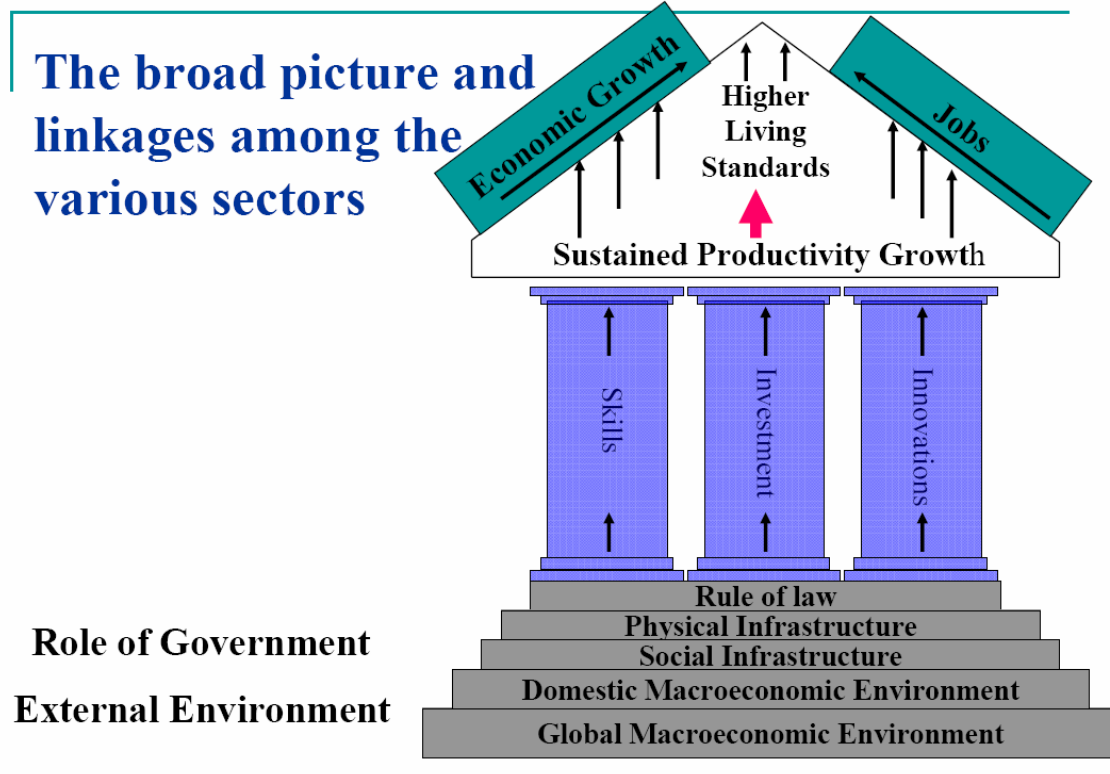 The broad picture and
linkages among the
various sectors
Economic Growth
Higher
Living
Standards
Jobs
Sustained Productivity Growth
Skills
Investment
Innovations
Rule of law
Physical Infrastructure
Social Infrastructure
Domestic Macroeconomic Environment
Global Macroeconomic Environment
Role of Government
External Environment